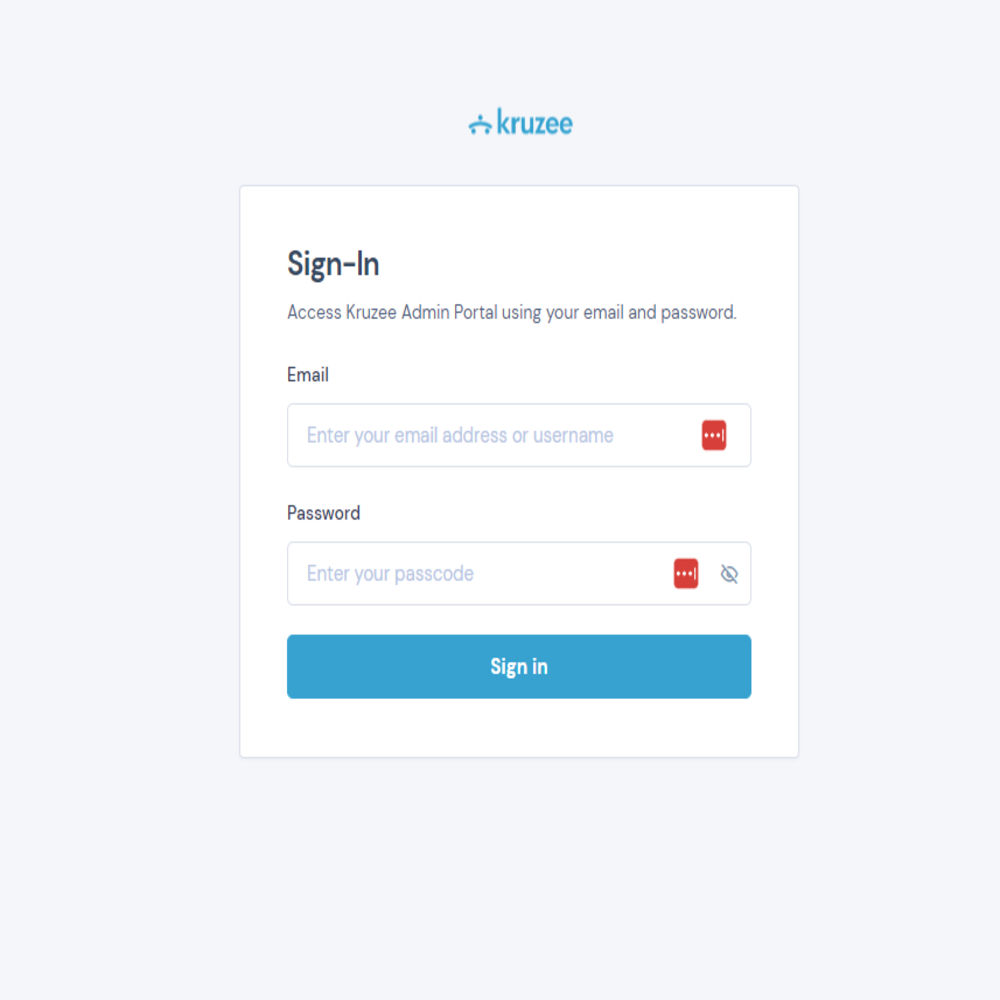 kruzee
Sign-In
Access Kruzee Admin Portal using your email and password.
Email
Enter your email address or username
Password
Enter your passcode
Sign in